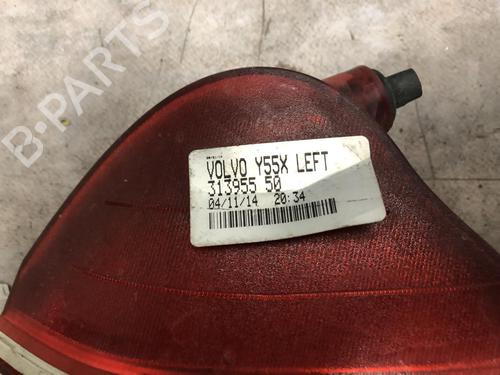 B-PARTS
VOLVO Y55X LEFT
313955 50
04/11/14 20:34